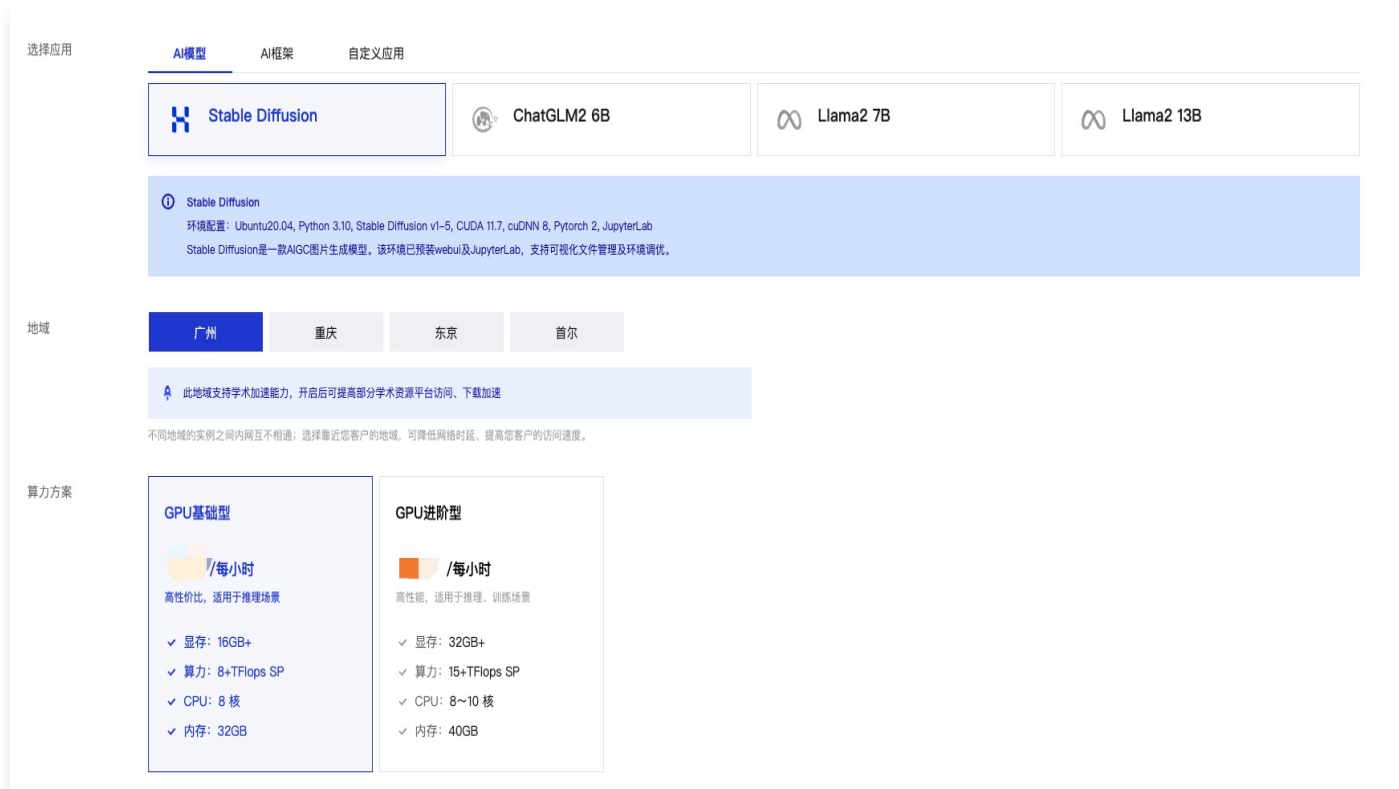 选择应用
AI模型 AI框架 自定义应用
Stable Diffusion ChatGLM2 6B Llama2 7B Llama2 13B
Stable Diffusion
环境配置：Ubuntu20.04, Python 3.10, Stable Diffusion v1-5, CUDA 11.7, cuDNN 8, Pytorch 2, JupyterLab
Stable Diffusion是一款AIGC图片生成模型。该环境已预装webui及JupyterLab，支持可视化文件管理及环境调优。
地域
广州 重庆 东京 首尔
此地域支持学术加速能力，开启后可提高部分学术资源平台访问、下载加速
不同地域的实例之间内网互不相通；选择靠近您客户的地域，可降低网络时延、提高您客户的访问速度。
算力方案
GPU基础型
/每小时
高性价比，适用于推理场景
显存：16GB+
算力：8+TFlops SP
CPU：8 核
内存：32GB
GPU进阶型
/每小时
高性能，适用于推理、训练场景
显存：32GB+
算力：15+TFlops SP
CPU：8～10 核
内存：40GB